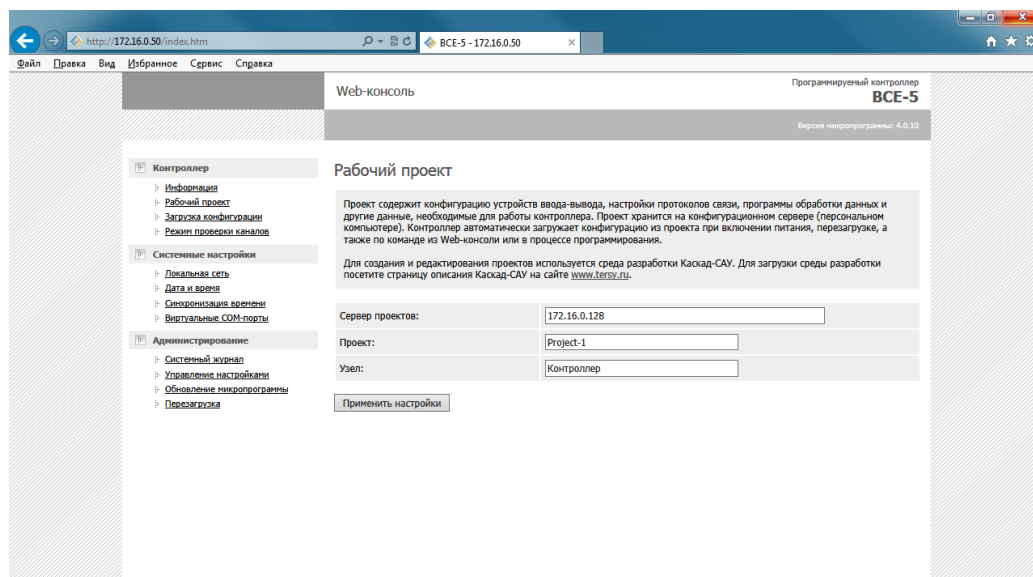 http://172.16.0.50/index.htm
BCE-5 - 172.16.0.50
Файл Правка Вид Избранное Сервис Справка
Web-консоль
Программируемый контроллер
BCE-5
Версия микропрограммы: 4.0.10
Контроллер
Информация
Рабочий проект
Загрузка конфигурации
Режим проверки каналов
Системные настройки
Локальная сеть
Дата и время
Синхронизация времени
Виртуальные COM-порты
Администрирование
Системный журнал
Управление настройками
Обновление микропрограммы
Перезагрузка
Рабочий проект
Проект содержит конфигурацию устройств ввода-вывода, настройки протоколов связи, программы обработки данных и
другие данные, необходимые для работы контроллера. Проект хранится на конфигурационном сервере (персональном
компьютере). Контроллер автоматически загружает конфигурацию из проекта при включении питания, перезагрузке, а
также по команде из Web-консоли или в процессе программирования.
Для создания и редактирования проектов используется среда разработки Каскад-САУ. Для загрузки среды разработки
посетите страницу описания Каскад-САУ на сайте www.tersy.ru.
Сервер проектов:
172.16.0.128
Проект:
Project-1
Узел:
Контроллер
Применить настройки